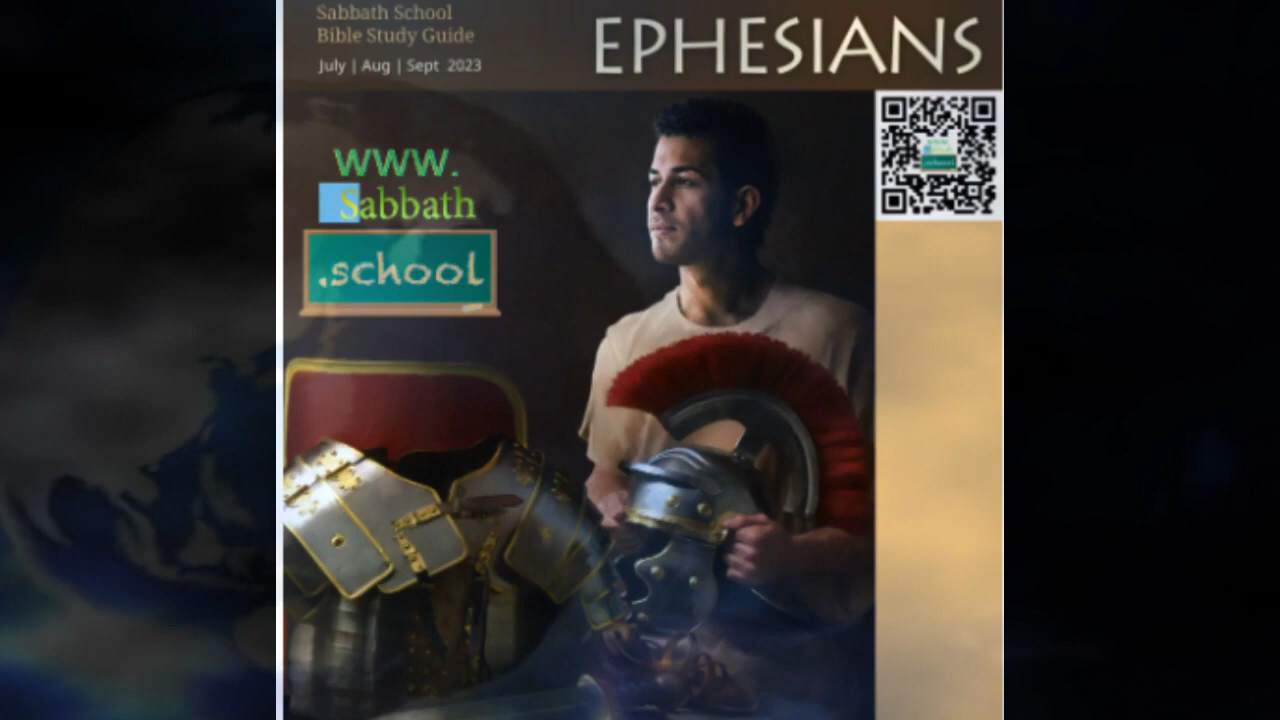 Sabbath School
Bible Study Guide
July | Aug | Sept 2023
EPHESIANS
www.
Sabbath
.school